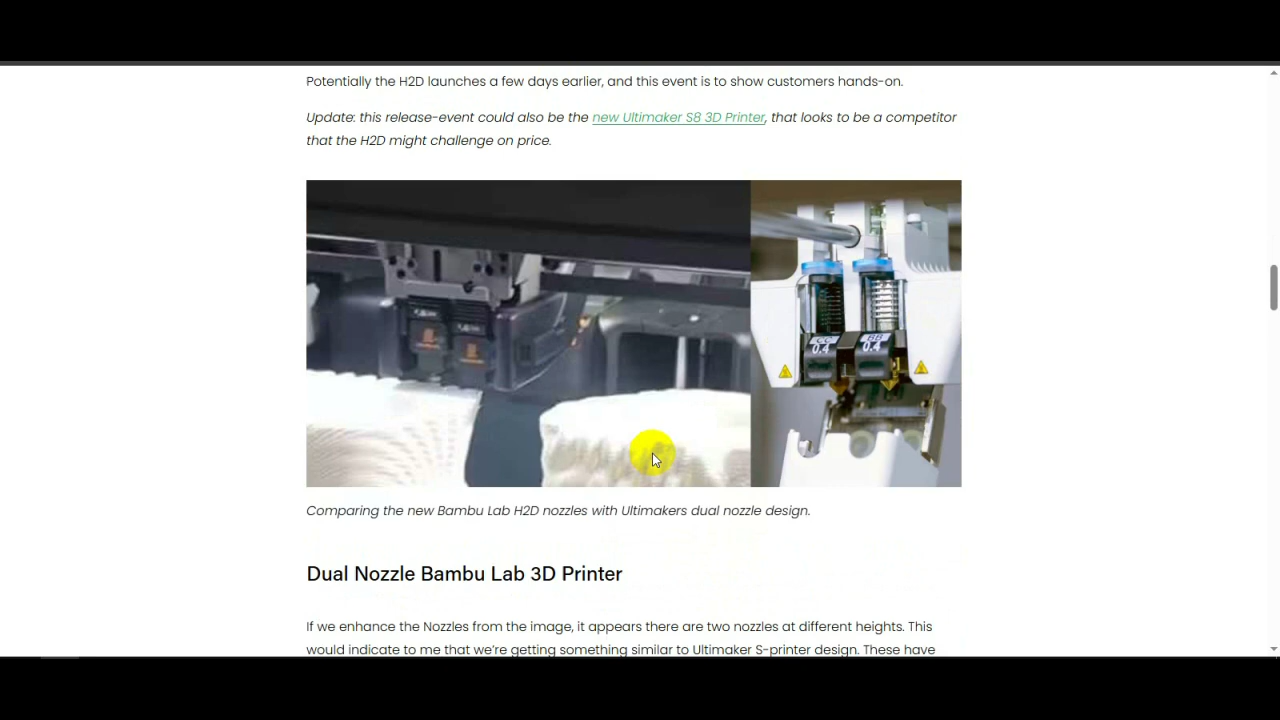 Potentially the H2D launches a few days earlier, and this event is to show customers hands-on.
Update: this release-event could also be the new Ultimaker S8 3D Printer, that looks to be a competitor
that the H2D might challenge on price.
CC
0.4
BB
0.4
Comparing the new Bambu Lab H2D nozzles with Ultimakers dual nozzle design.
Dual Nozzle Bambu Lab 3D Printer
If we enhance the Nozzles from the image, it appears there are two nozzles at different heights. This
would indicate to me that we're getting something similar to Ultimaker S-printer design. These have